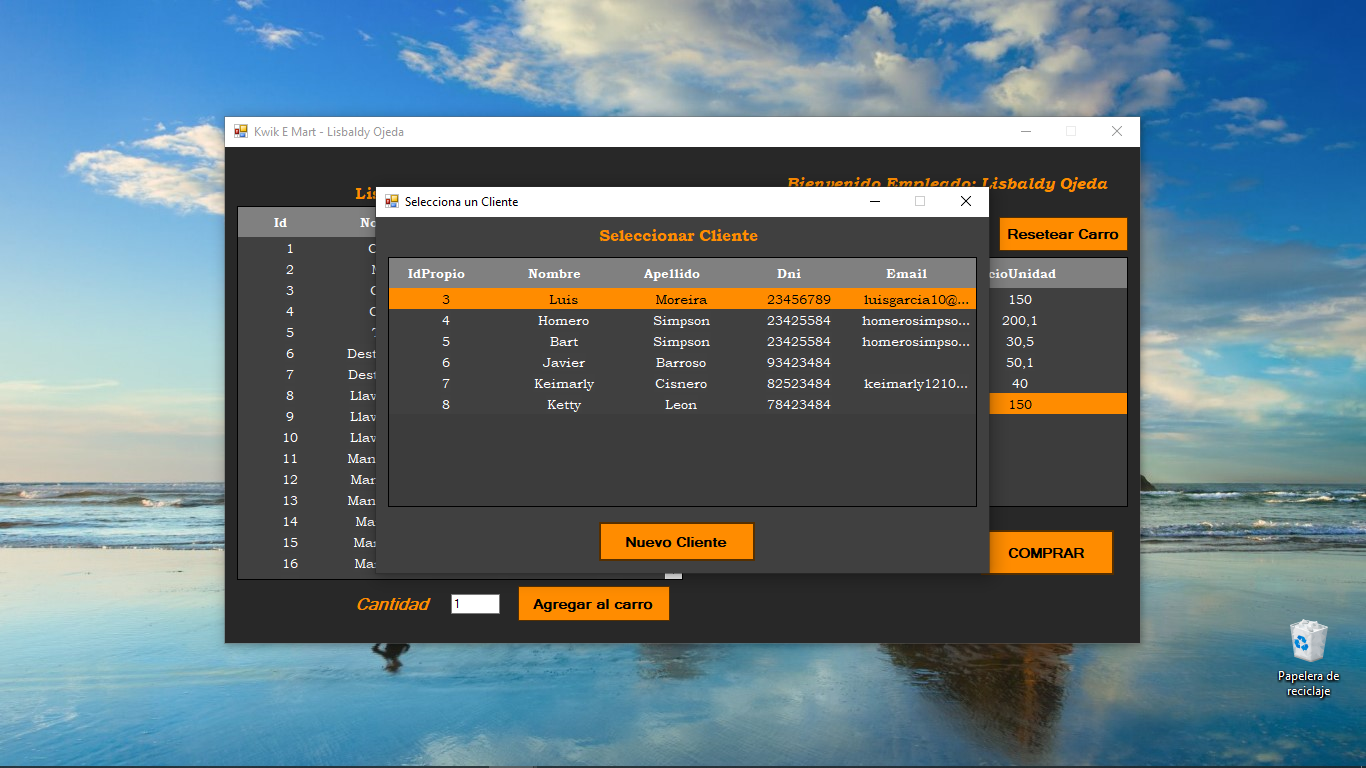 Kwik E Mart - Lisbaldy Ojeda
Bienvenido Empleado: Lisbaldy Ojeda
Selecciona un Cliente
Seleccionar Cliente
Resetear Carro
Id
IdPropio Nombre Apellido Dni Email
3 Luis Moreira 23456789 luisgarcia10@...
4 Homero Simpson 23425584 homerosimpso...
5 Bart Simpson 23425584 homerosimpso...
6 Javier Barroso 93423484
7 Keimarly Cisnero 82523484 keimarly1210...
8 Ketty Leon 78423484
Nuevo Cliente
1
2
3
4
5
6 Dest
7 Dest
8 Llav
9 Llav
10 Llav
11 Man
12 Mar
13 Man
14 Ma
15 Mar
16 Mar
cioUnidad
150
200,1
30,5
50,1
40
150
COMPRAR
Cantidad 1 Agregar al carro
Papelera de
reciclaje